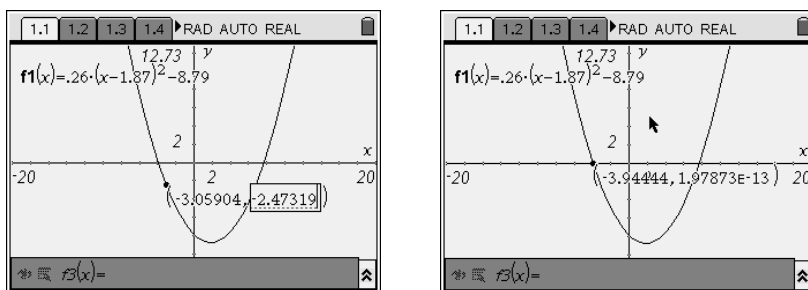 1.1 1.2 1.3 1.4 RAD AUTO REAL
12.73 y
f1(x)=.26·(x-1.87)²-8.79
2
x
-20 2 20
(-3.05904,-2.47319)
f3(x)=
1.1 1.2 1.3 1.4 RAD AUTO REAL
12.73 y
f1(x)=.26·(x-1.87)²-8.79
2
x
-20 20
(-3.94444,1.97873E-13)
f3(x)=